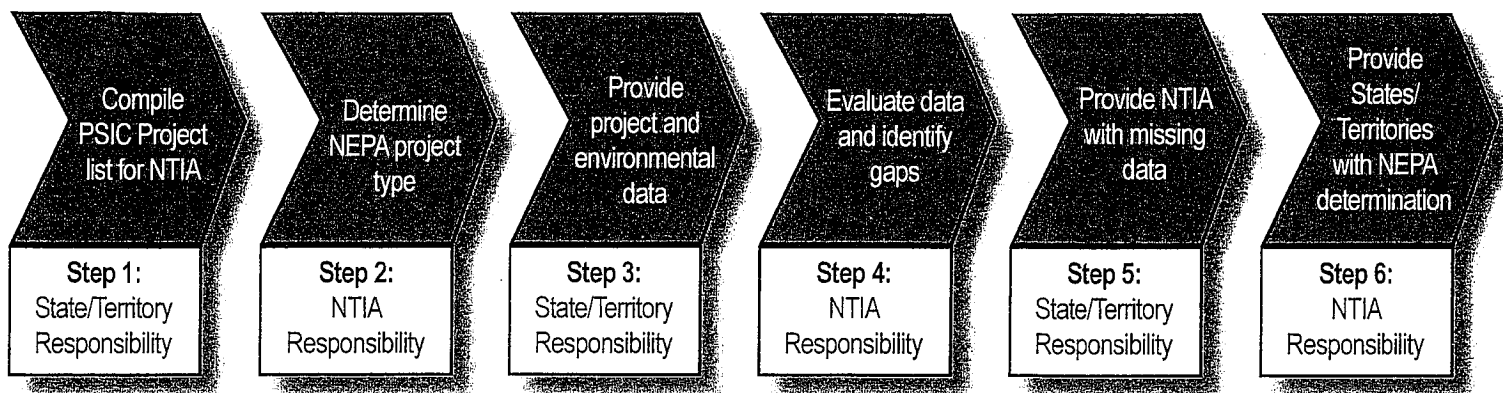 Compile
PSIC Project
list for NTIA
Step 1:
State/Territory
Responsibility
Determine
NEPA project
type
Step 2:
NTIA
Responsibility
Provide
project and
environmental
data
Step 3:
State/Territory
Responsibility
Evaluate data
and identify
gaps
Step 4:
NTIA
Responsibility
Provide NTIA
with missing
data
Step 5:
State/Territory
Responsibility
Provide
States/
Territories
with NEPA
determination
Step 6:
NTIA
Responsibility